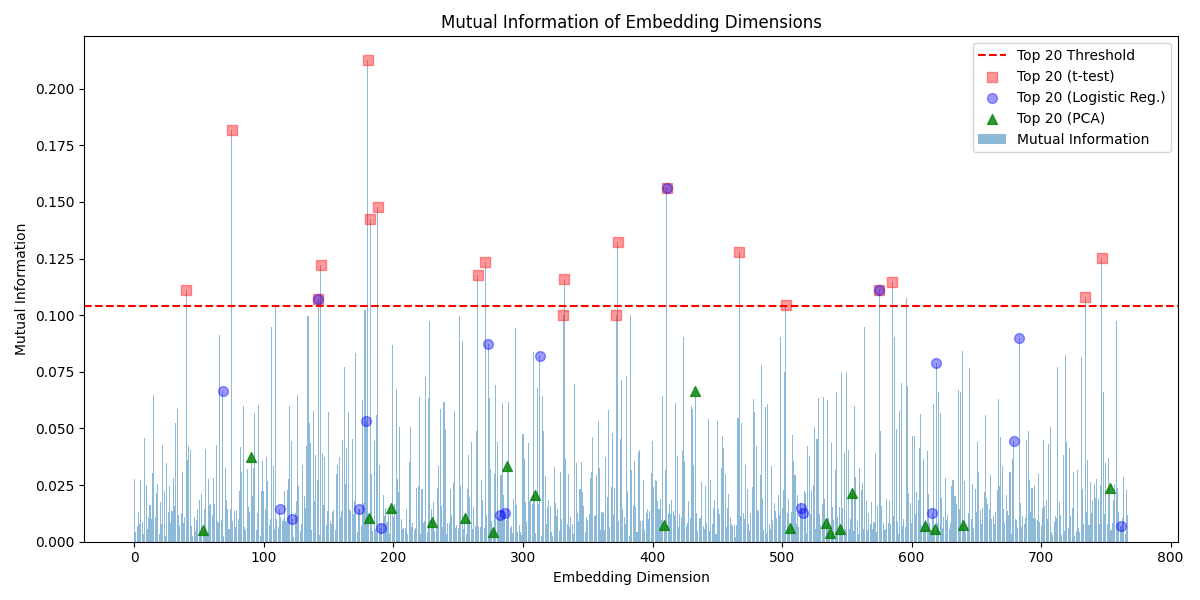 Mutual Information of Embedding Dimensions
Top 20 Threshold
Top 20 (t-test)
Top 20 (Logistic Reg.)
Top 20 (PCA)
Mutual Information
Mutual Information
0.200
0.175
0.150
0.125
0.100
0.075
0.050
0.025
0.000
0 100 200 300 400 500 600 700 800
Embedding Dimension